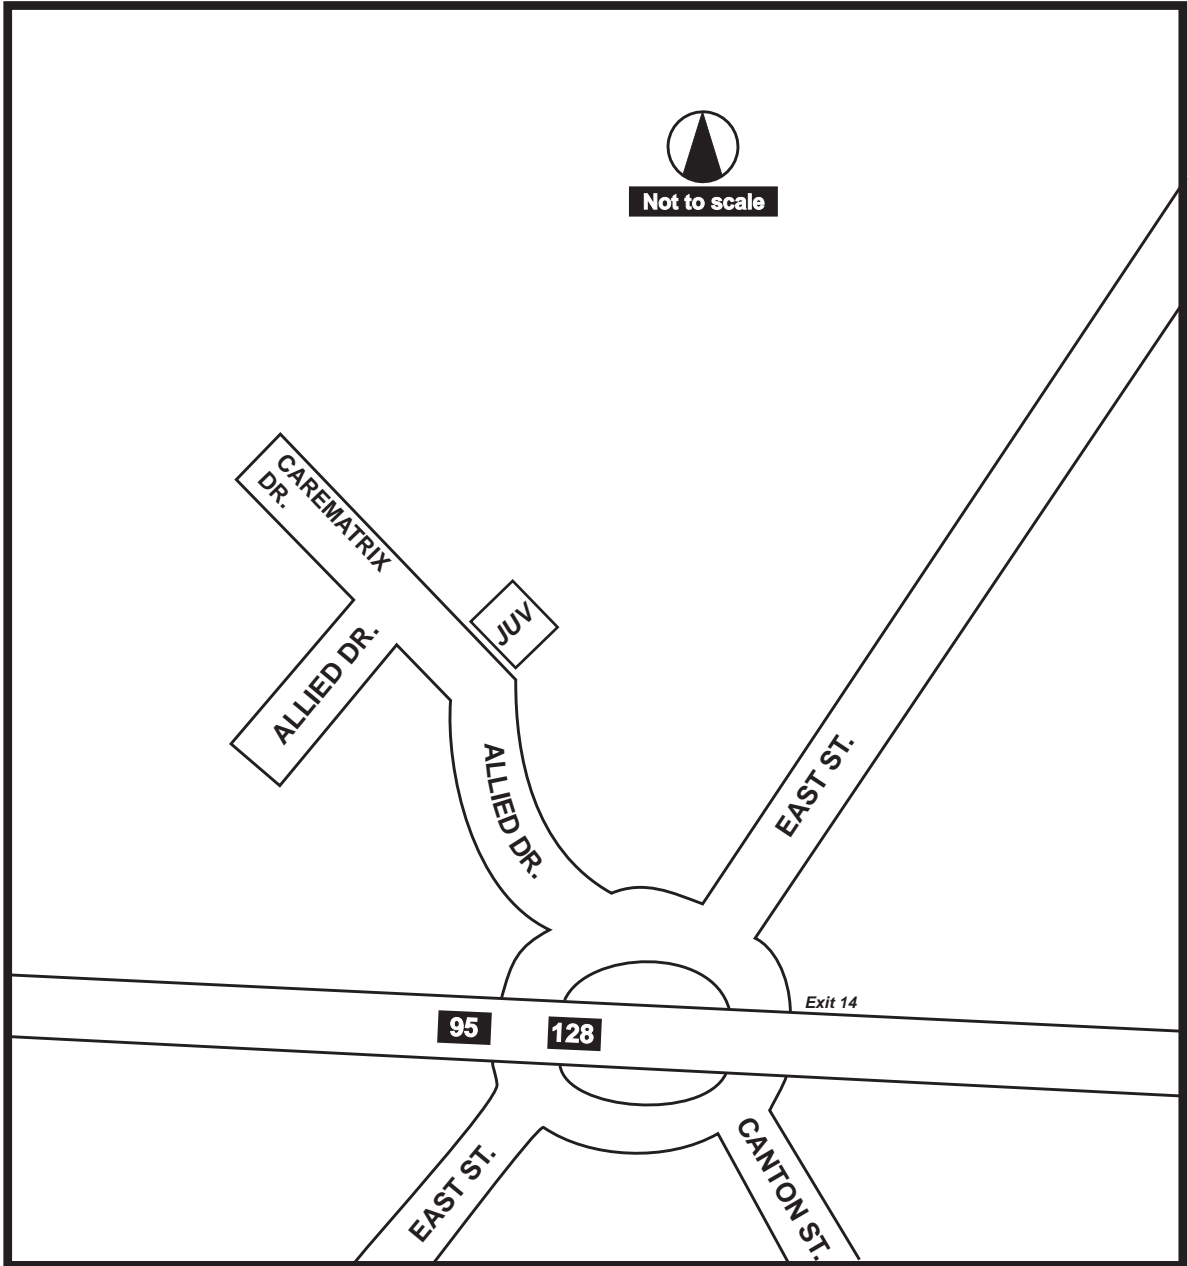 Not to scale
CAREMATRIX
DR.
JUV
ALLIED DR.
ALLIED DR.
EAST ST.
Exit 14
95
128
EAST ST.
CANTON ST.